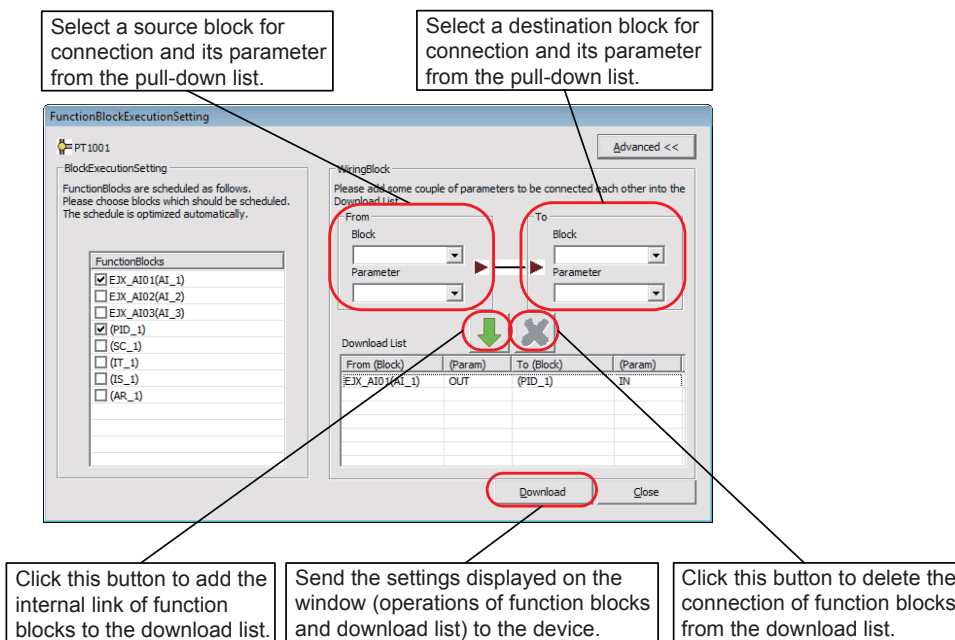 Select a source block for
connection and its parameter
from the pull-down list.
Select a destination block for
connection and its parameter
from the pull-down list.
FunctionBlockExecutionSetting
PT1001
Advanced <<
BlockExecutionSetting
FunctionBlocks are scheduled as follows.
Please choose blocks which should be scheduled.
The schedule is optimized automatically.
FunctionBlocks
EJX_AI01(AI_1)
EJX_AI02(AI_2)
EJX_AI03(AI_3)
(PID_1)
(SC_1)
(IT_1)
(IS_1)
(AR_1)
WiringBlock
Please add some couple of parameters to be connected each other into the
Download List
From
Block
Parameter
To
Block
Parameter
Download List
From (Block) (Param) To (Block) (Param)
EJX_AI01(AI_1) OUT (PID_1) IN
Download
Close
Click this button to add the
internal link of function
blocks to the download list.
Send the settings displayed on the
window (operations of function blocks
and download list) to the device.
Click this button to delete the
connection of function blocks
from the download list.